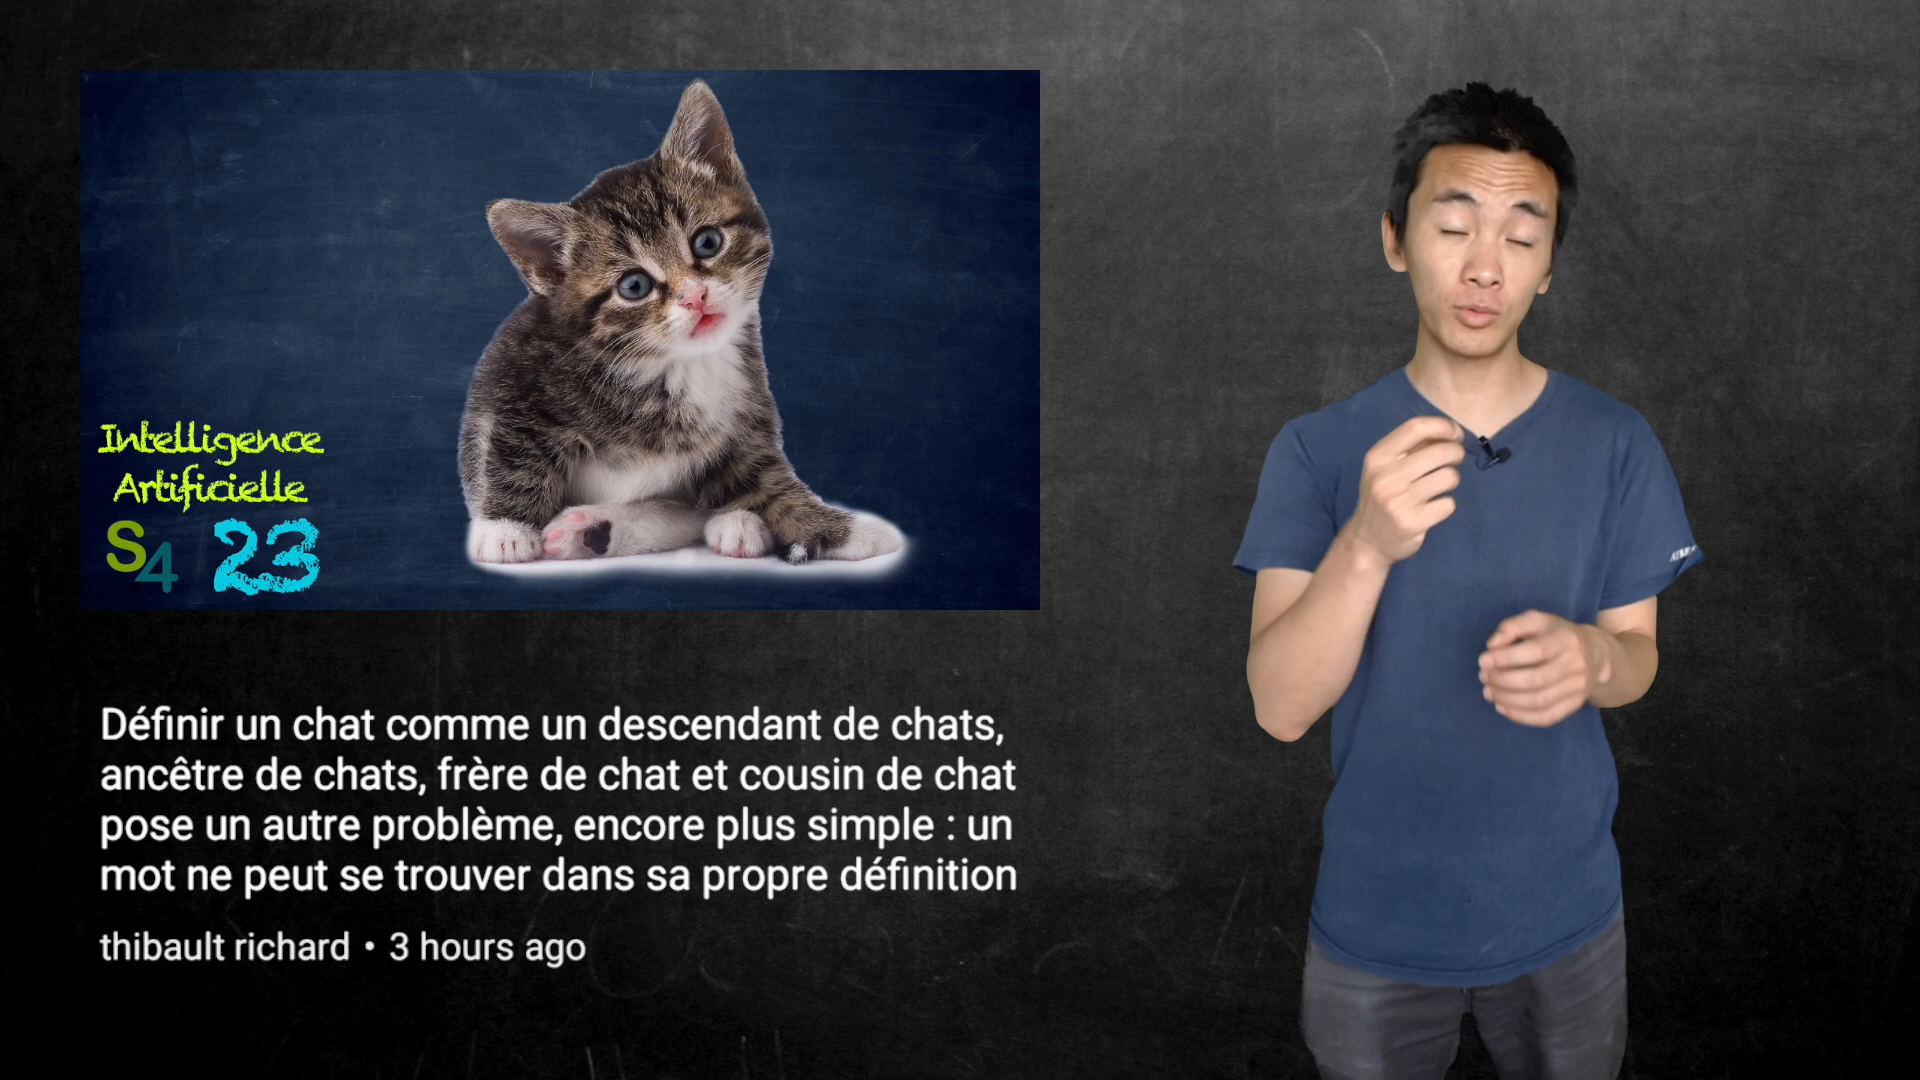 Intelligence
Artificielle
S4 23
Définir un chat comme un descendant de chats,
ancêtre de chats, frère de chat et cousin de chat
pose un autre problème, encore plus simple : un
mot ne peut se trouver dans sa propre définition
thibault richard • 3 hours ago